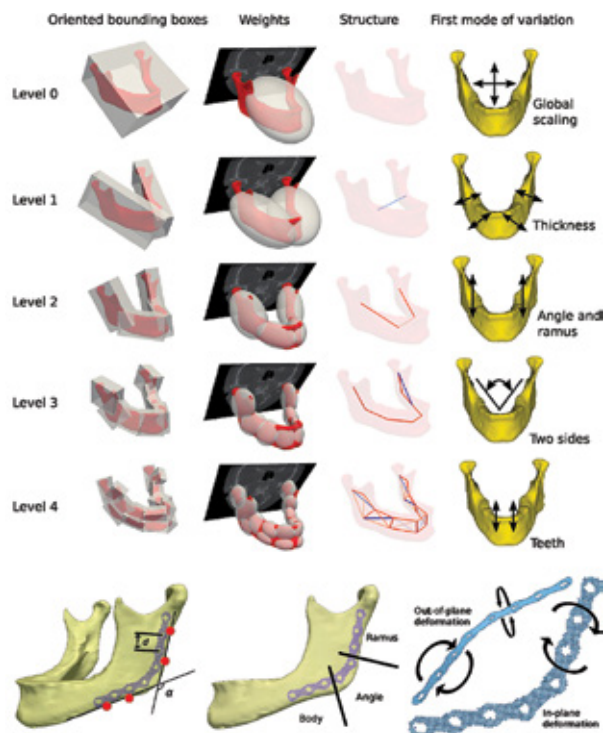 Oriented bounding boxes Weights Structure First mode of variation
Level 0
Global
scaling
Level 1
Thickness
Level 2
Angle and
ramus
Level 3
Two sides
Level 4
Teeth
d
α
Ramus
Angle
Body
Out-of-plane
deformation
In-plane
deformation